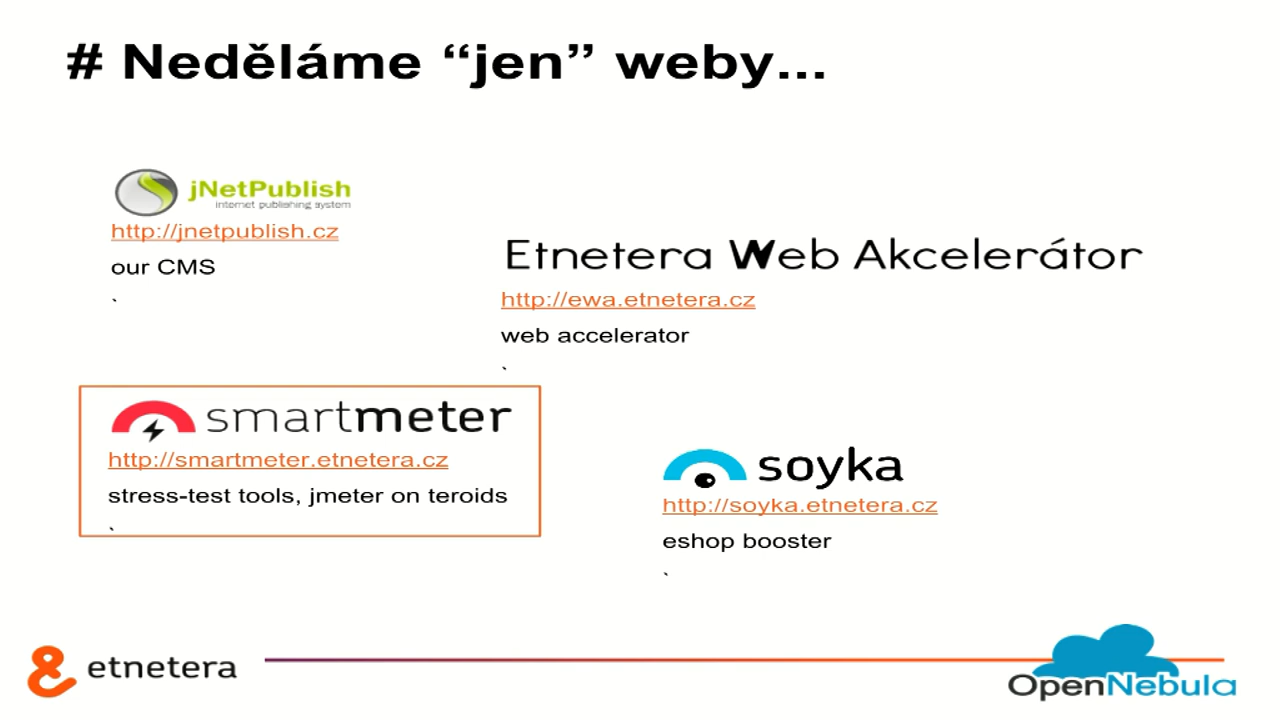 # Neděláme “jen” weby...
jNetPublish
internet publishing system
http://jnetpublish.cz
our CMS
`
Etnetera Web Akcelerátor
http://ewa.etnetera.cz
web accelerator
`
smartmeter
http://smartmeter.etnetera.cz
stress-test tools, jmeter on teroids
`
soyka
http://soyka.etnetera.cz
eshop booster
`
etnetera
OpenNebula